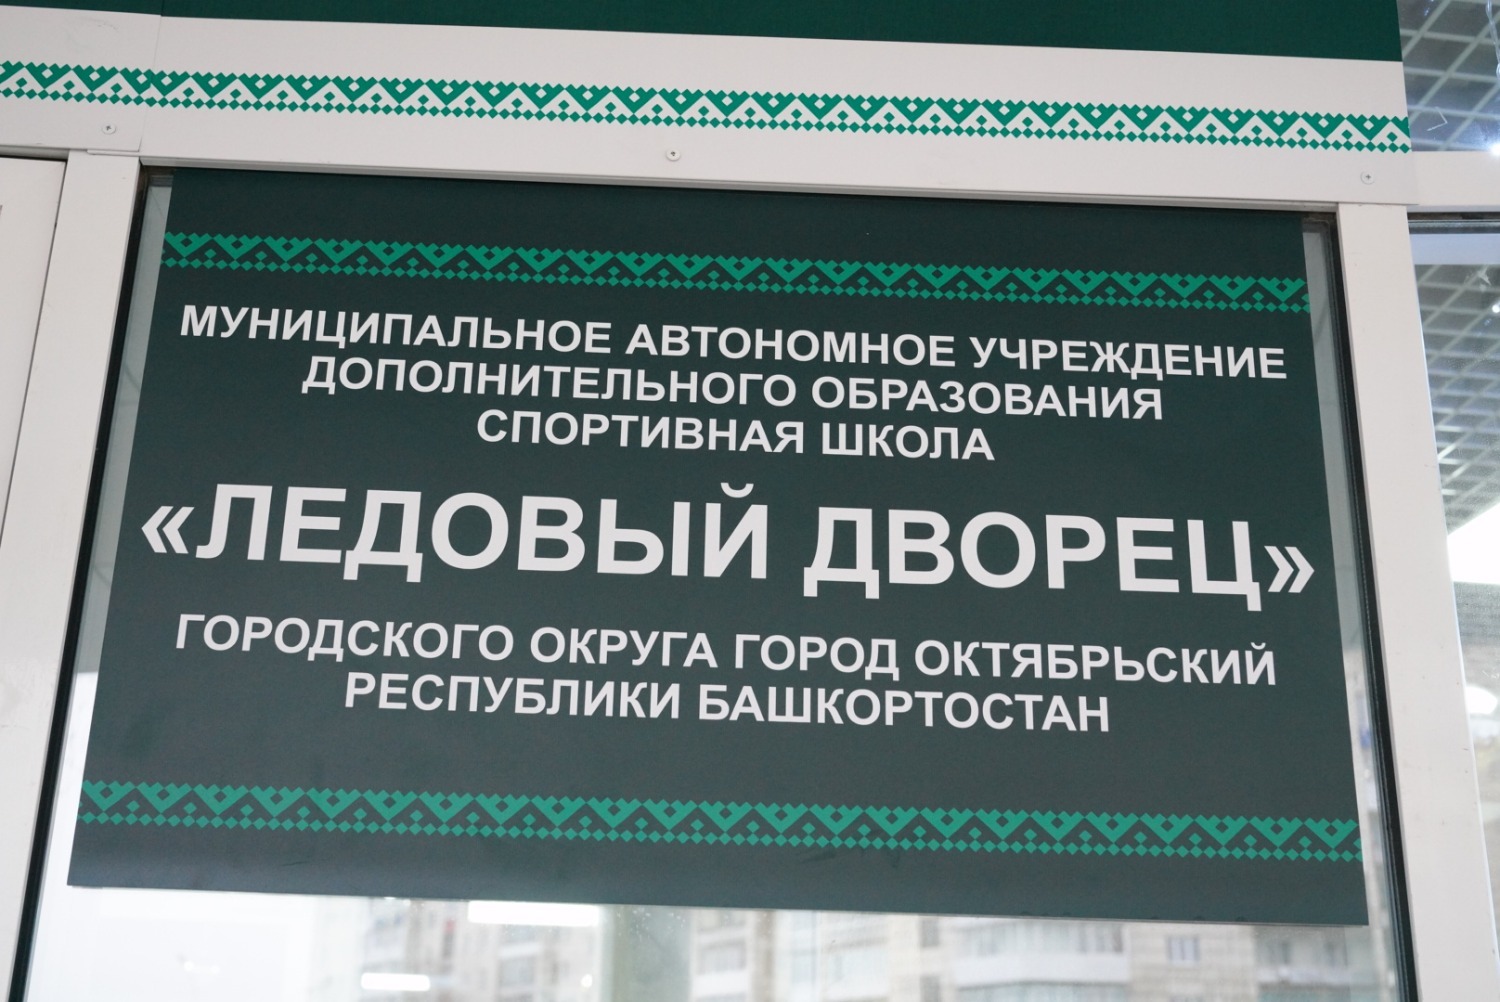 МУНИЦИПАЛЬНОЕ АВТОНОМНОЕ УЧРЕЖДЕНИЕ
ДОПОЛНИТЕЛЬНОГО ОБРАЗОВАНИЯ
СПОРТИВНАЯ ШКОЛА
«ЛЕДОВЫЙ ДВОРЕЦ»
ГОРОДСКОГО ОКРУГА ГОРОД ОКТЯБРЬСКИЙ
РЕСПУБЛИКИ БАШКОРТОСТАН